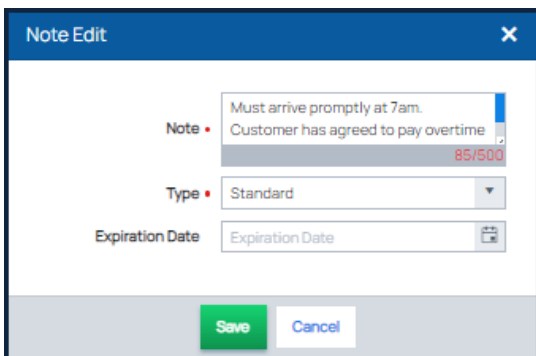 Note Edit
Note
Must arrive promptly at 7am.
Customer has agreed to pay overtime
85/500
Type
Standard
Expiration Date
Expiration Date
Save
Cancel